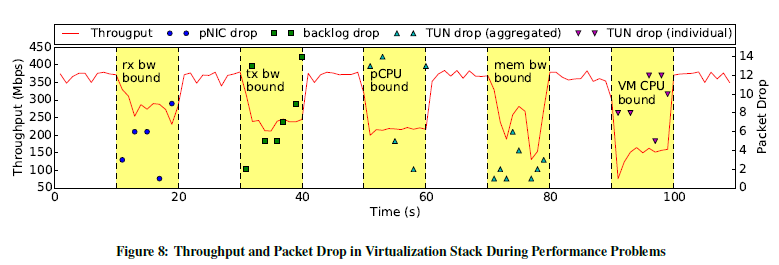 Througput pNIC drop backlog drop TUN drop (aggregated) TUN drop (individual)
450
400
350
300
250
200
150
100
50
Throughput (Mbps)
rx bw
bound
tx bw
bound
pCPU
bound
mem bw
bound
VM CPU
bound
14
12
10
8
6
4
2
0
Packet Drop
0 20 40 60 80 100
Time (s)
Figure 8: Throughput and Packet Drop in Virtualization Stack During Performance Problems